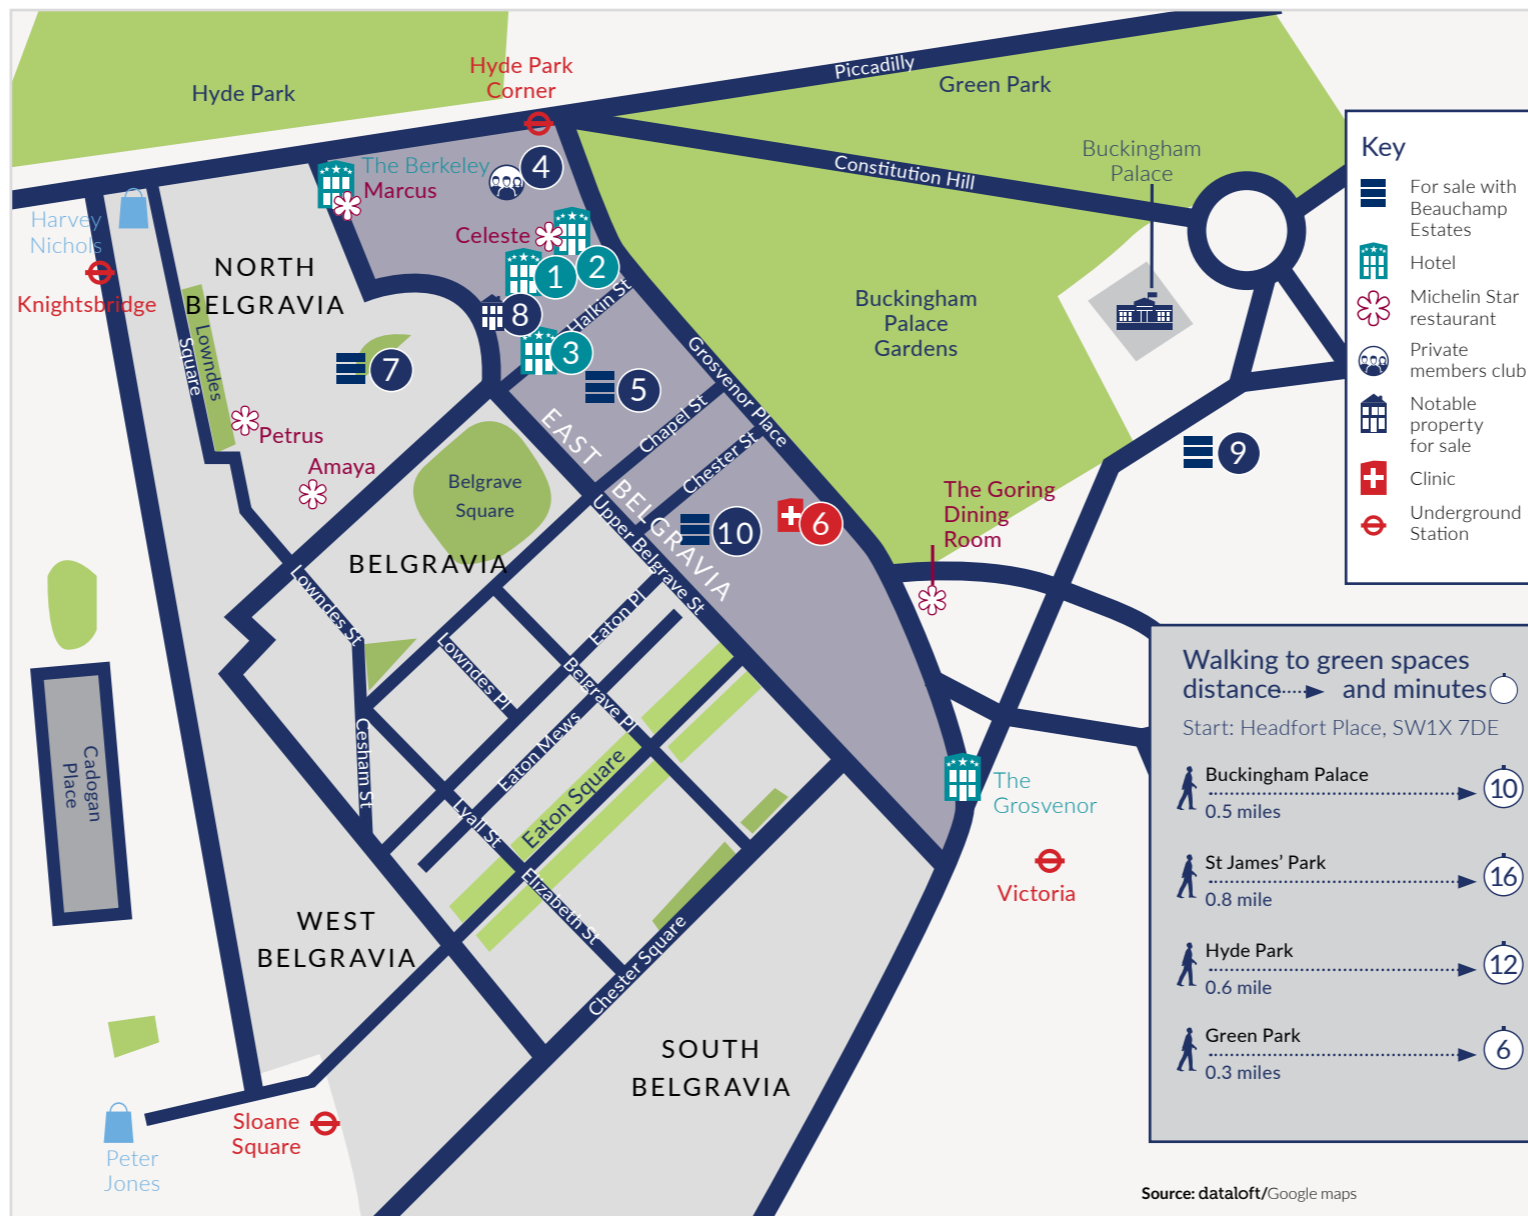 Hyde Park
Hyde Park
Corner
Piccadilly
Green Park
Constitution Hill
Buckingham
Palace
The Berkeley
Marcus
4
Harvey
Nichols
Knightsbridge
Celeste
1
2
NORTH
BELGRAVIA
Lowndes
Square
8
Halkin St
3
7
5
Buckingham
Palace
Gardens
Grosvenor Place
Chapel St
Chester St
EAST
BELGRAVIA
Petrus
Amaya
Belgrave
Square
BELGRAVIA
Upper Belgrave St
10
6
9
The Goring
Dining
Room
Lowndes St
Eaton Pl
Lowndes Pl
Belgrave Pl
Eaton Mews
Cesham St
Lyall St
Eaton Square
Elizabeth St
Chester Square
Cadogan
Place
WEST
BELGRAVIA
SOUTH
BELGRAVIA
The
Grosvenor
Victoria
Sloane
Square
Peter
Jones
Key
For sale with
Beauchamp
Estates
Hotel
Michelin Star
restaurant
Private
members club
Notable
property
for sale
Clinic
Underground
Station
Walking to green spaces
distance and minutes
Start: Headfort Place, SW1X 7DE
Buckingham Palace
10
0.5 miles
St James’ Park
16
0.8 mile
Hyde Park
12
0.6 mile
Green Park
6
0.3 miles
Source: dataloft/Google maps